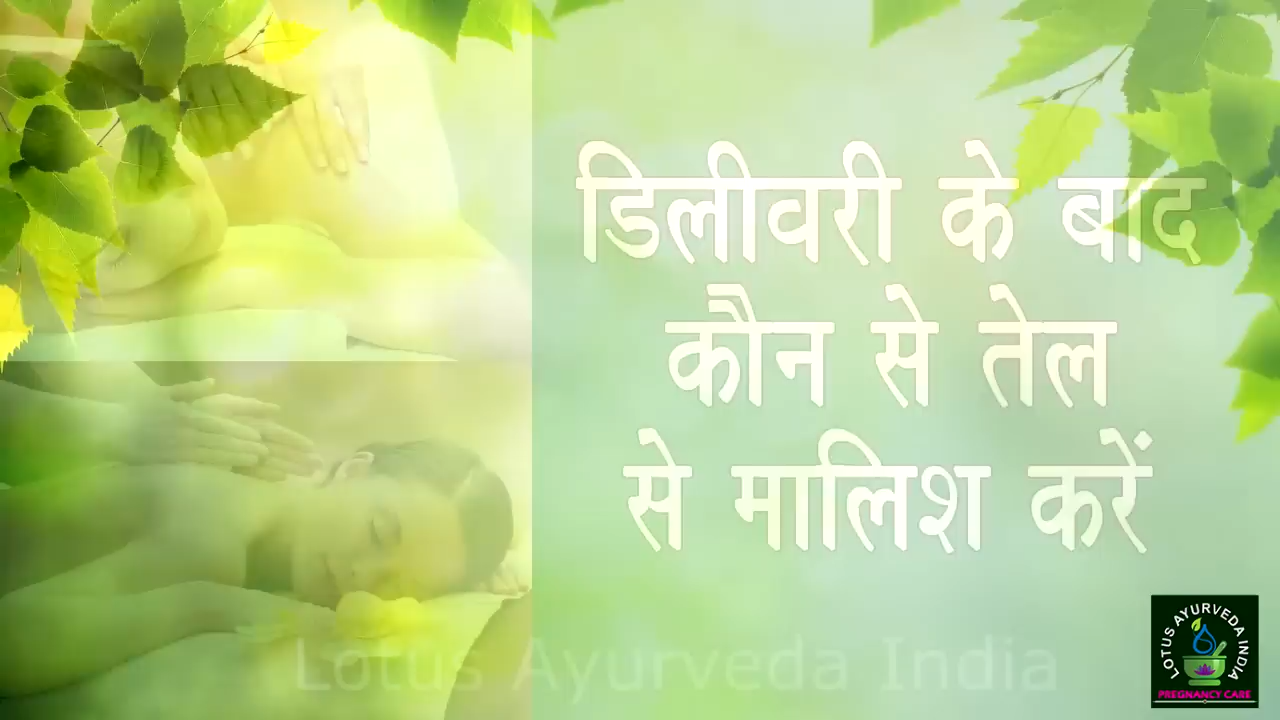 डिलीवरी के बाद
कौन से तेल
से मालिश करें
Lotus Ayurveda India
LOTUS AYURVEDA INDIA
PREGNANCY CARE